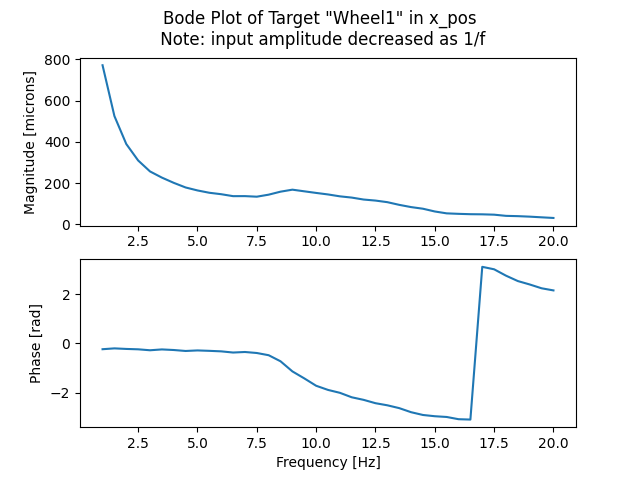 Bode Plot of Target "Wheel1" in x_pos
Note: input amplitude decreased as 1/f
Magnitude [microns]
800
600
400
200
0
2.5 5.0 7.5 10.0 12.5 15.0 17.5 20.0
Phase [rad]
2
0
−2
2.5 5.0 7.5 10.0 12.5 15.0 17.5 20.0
Frequency [Hz]